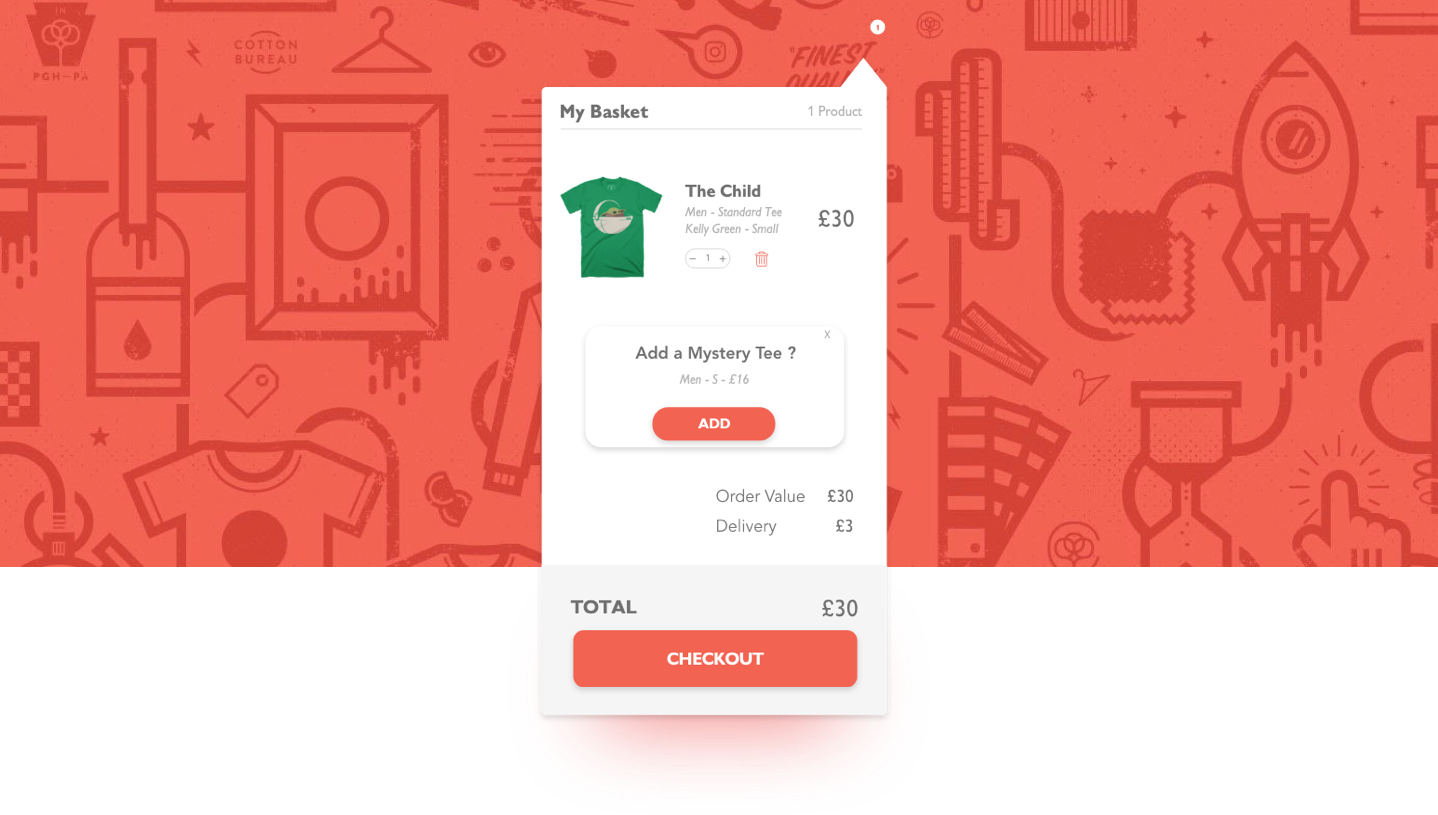 IN
PGH–PA
COTTON
BUREAU
"FINEST
1
My Basket
1 Product
The Child
Men - Standard Tee
Kelly Green - Small
£30
– 1 +
X
Add a Mystery Tee ?
Men - S - £16
ADD
Order Value £30
Delivery £3
TOTAL £30
CHECKOUT